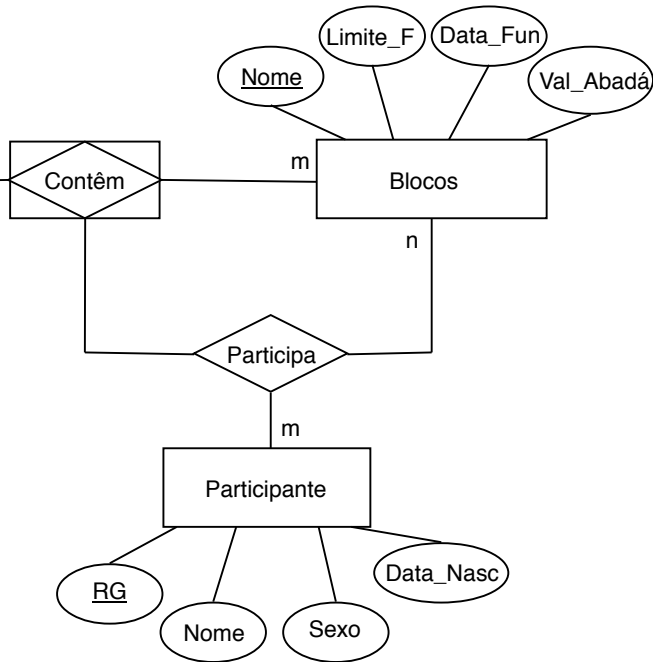 Limite_F
Data_Fun
Nome
Val_Abadá
m
Contêm
Blocos
n
Participa
m
Participante
RG
Data_Nasc
Nome
Sexo